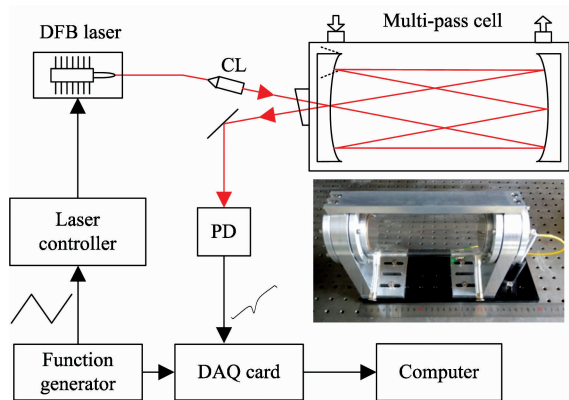 DFB laser
CL
Multi-pass cell
Laser
controller
PD
Function
generator
DAQ card
Computer